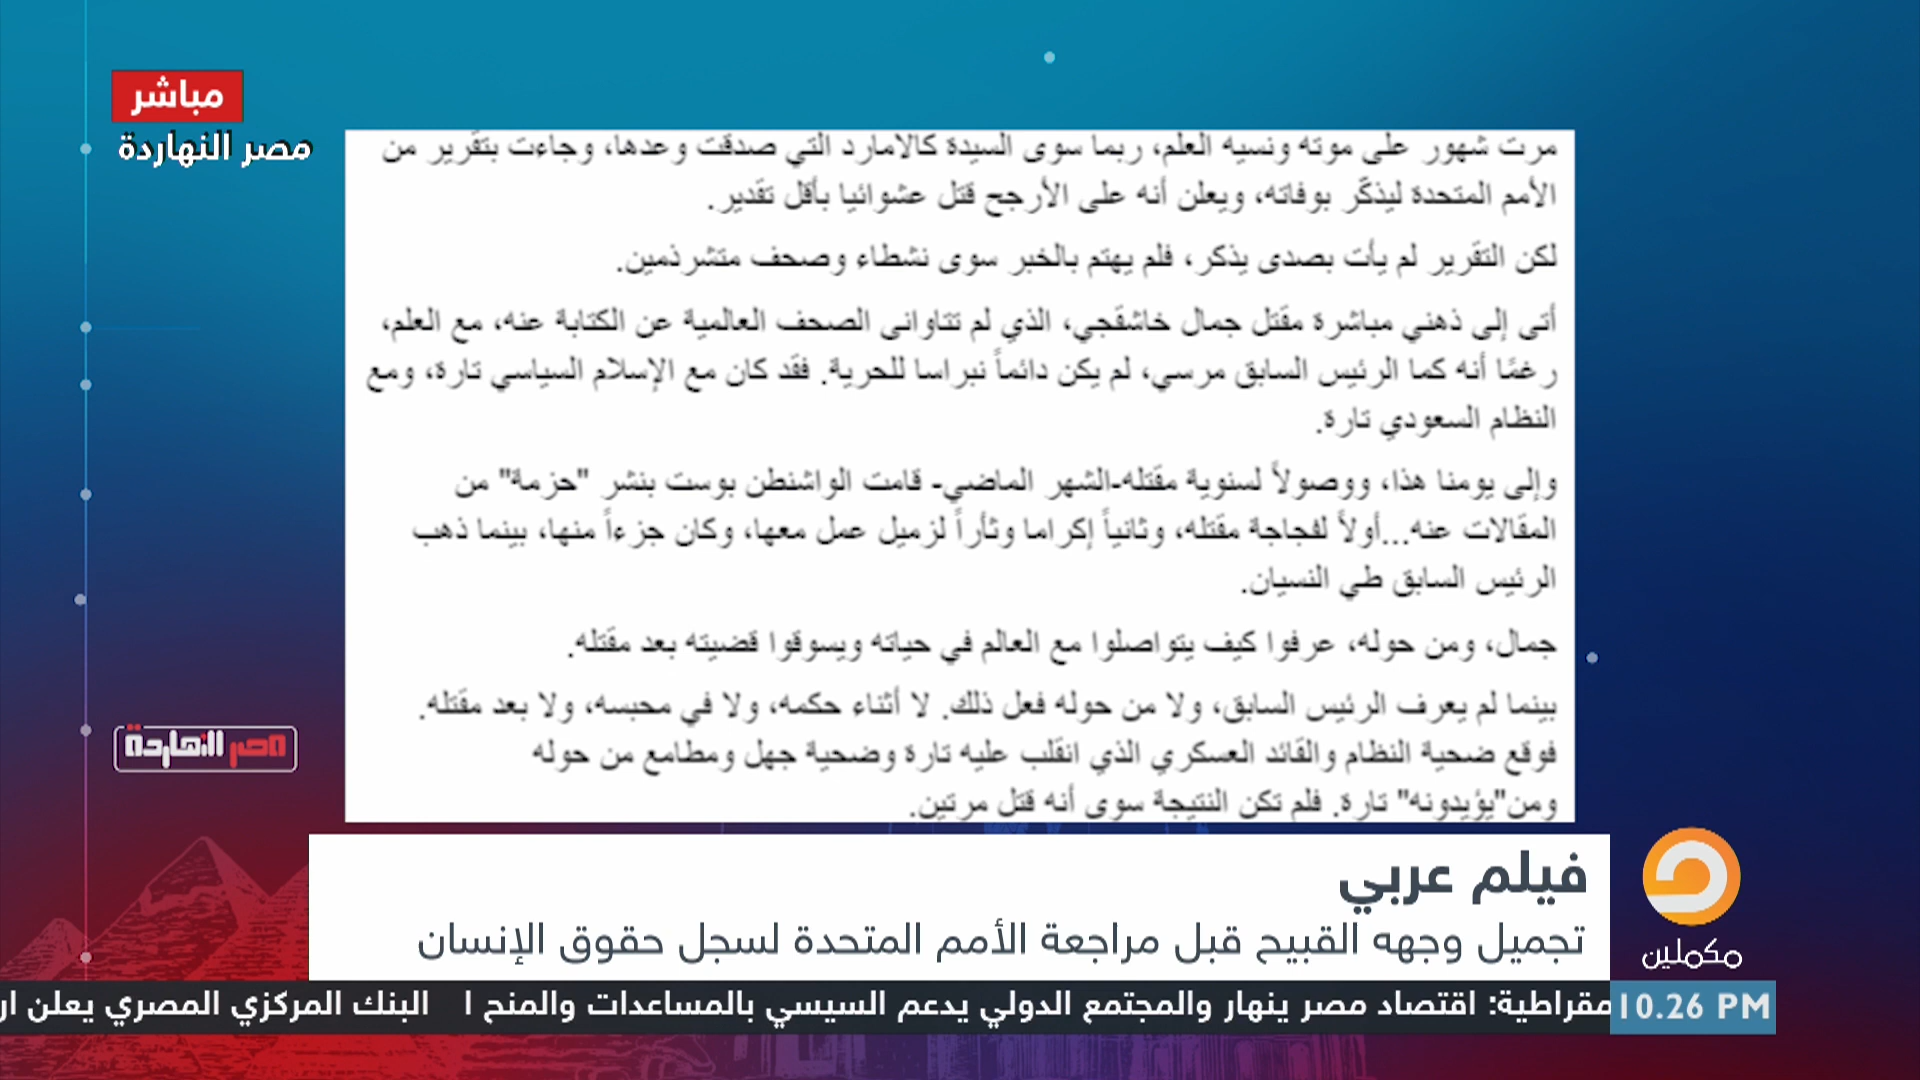 مباشر
مصر النهاردة
مرت شهور على موته ونسيه العلم، ربما سوى السيدة كالامارد التي صدقت وعدها، وجاءت بتقرير من
الأمم المتحدة ليذكّر بوفاته، ويعلن أنه على الأرجح قتل عشوائيا بأقل تقدير.
لكن التقرير لم يأت بصدى يذكر، فلم يهتم بالخبر سوى نشطاء وصحف متشرذمين.
أتى إلى ذهني مباشرة مقتل جمال خاشقجي، الذي لم تتاوانى الصحف العالمية عن الكتابة عنه، مع العلم،
رغمًا أنه كما الرئيس السابق مرسي، لم يكن دائماً نبراسا للحرية. فقد كان مع الإسلام السياسي تارة، ومع
النظام السعودي تارة.
وإلى يومنا هذا، ووصولاً لسنوية مقتله-الشهر الماضي- قامت الواشنطن بوست بنشر "حزمة" من
المقالات عنه...أولاً لفجاجة مقتله، وثانياً إكراما وثأراً لزميل عمل معها، وكان جزءاً منها، بينما ذهب
الرئيس السابق طي النسيان.
جمال، ومن حوله، عرفوا كيف يتواصلوا مع العالم في حياته ويسوقوا قضيته بعد مقتله.
بينما لم يعرف الرئيس السابق، ولا من حوله فعل ذلك. لا أثناء حكمه، ولا في محبسه، ولا بعد مقتله.
فوقع ضحية النظام والقائد العسكري الذي انقلب عليه تارة وضحية جهل ومطامع من حوله
ومن"يؤيدونه" تارة. فلم تكن النتيجة سوى أنه قتل مرتين.
مصر النهاردة
فيلم عربي
تجميل وجهه القبيح قبل مراجعة الأمم المتحدة لسجل حقوق الإنسان
مكملين
مقراطية: اقتصاد مصر ينهار والمجتمع الدولي يدعم السيسي بالمساعدات والمنح ا البنك المركزي المصري يعلن ار
10.26 PM